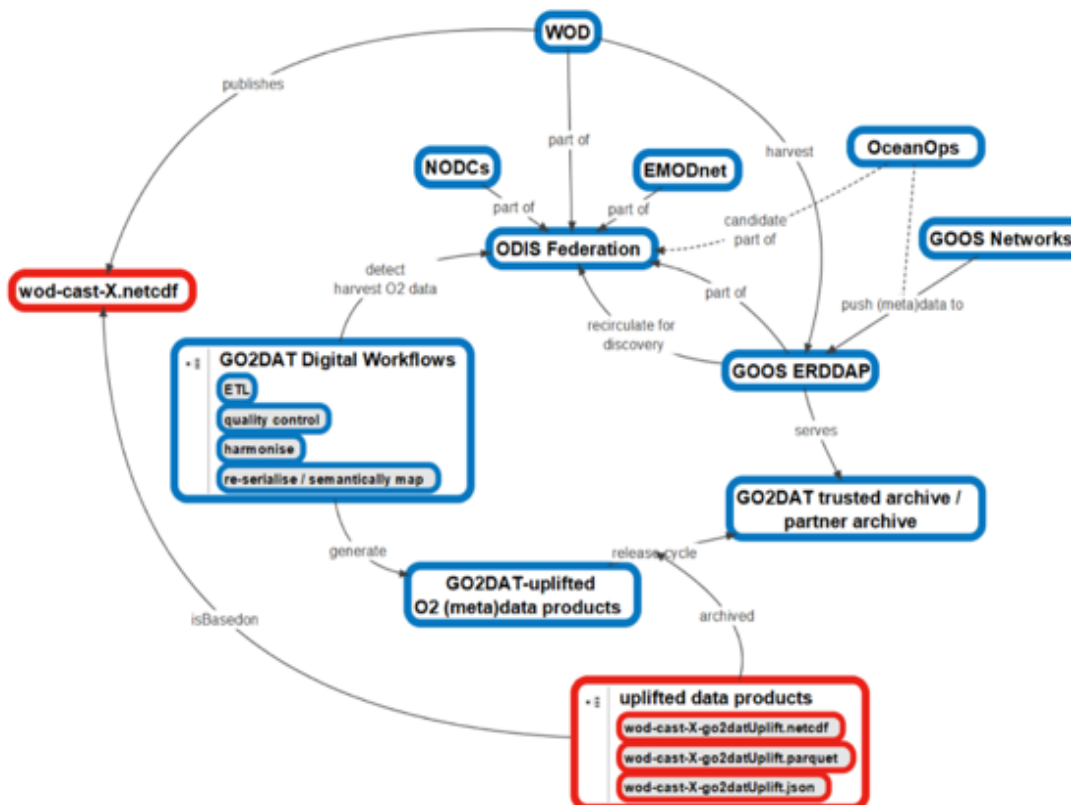 WOD
publishes
part of
harvest
OceanOps
NODCs
EMODnet
part of
part of
candidate
part of
GOOS Networks
ODIS Federation
detect
harvest O2 data
wod-cast-X.netcdf
part of
push (meta)data to
recirculate for
discovery
GO2DAT Digital Workflows
ETL
quality control
harmonise
re-serialise / semantically map
GOOS ERDDAP
serves
GO2DAT trusted archive /
partner archive
generate
release cycle
GO2DAT-uplifted
O2 (meta)data products
isBasedon
archived
uplifted data products
wod-cast-X-go2datUplift.netcdf
wod-cast-X-go2datUplift.parquet
wod-cast-X-go2datUplift.json